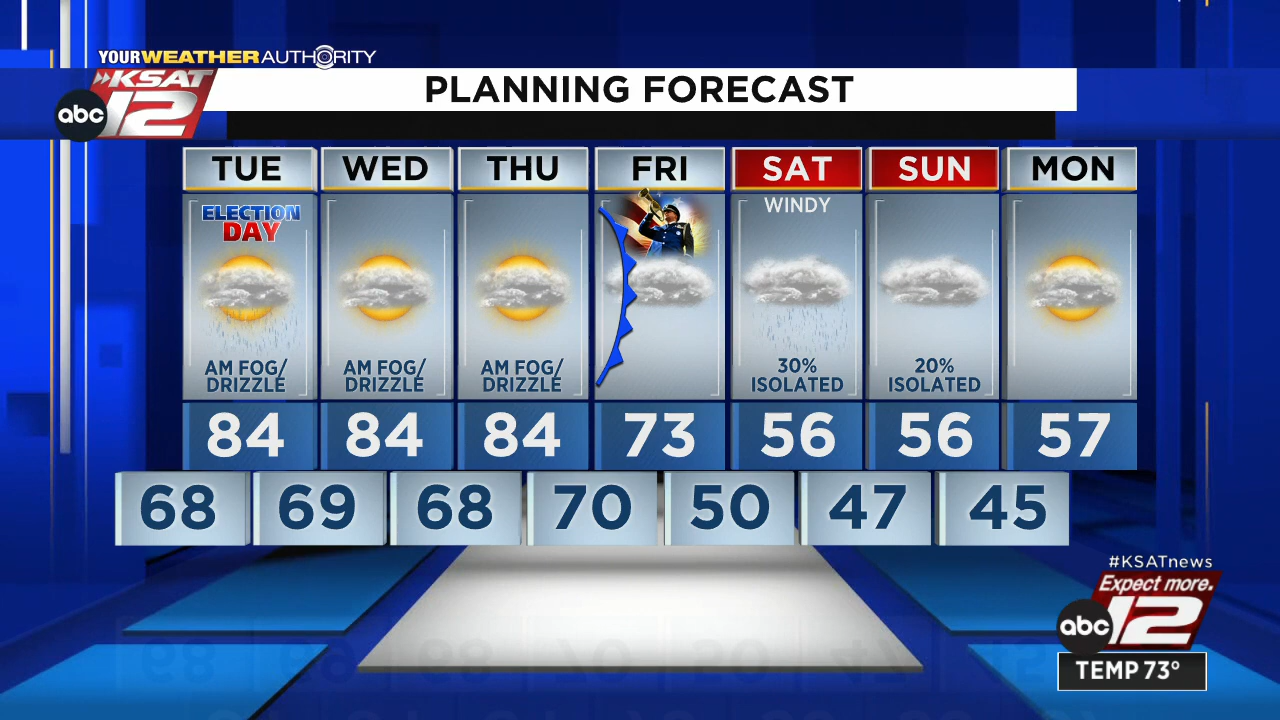 YOURWEATHERAUTHORITY
KSAT
abc 12
PLANNING FORECAST
TUE WED THU FRI SAT SUN MON
ELECTION
DAY
WINDY
AM FOG/
DRIZZLE
AM FOG/
DRIZZLE
AM FOG/
DRIZZLE
30%
ISOLATED
20%
ISOLATED
84 84 84 73 56 56 57
68 69 68 70 50 47 45
#KSATnews
Expect more.
abc 12
TEMP 73°